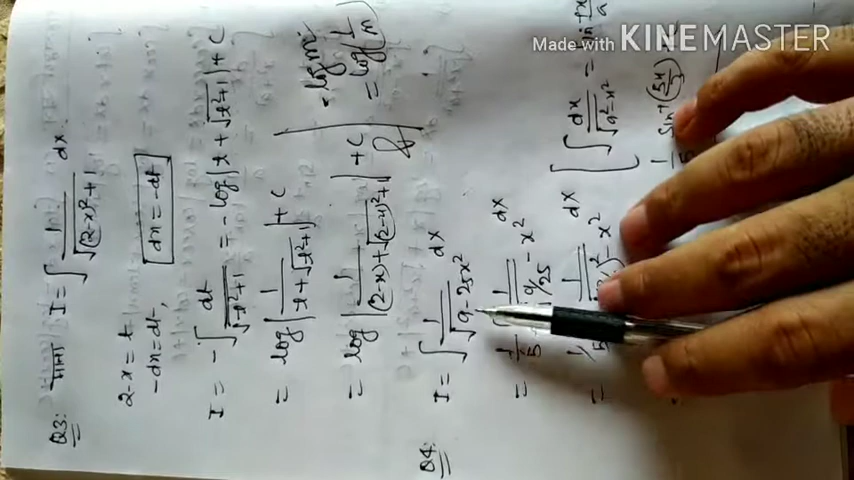 Made with KINEMASTER
Q3: माना I = ∫ dx / √((2-x)²+1)
2-x = t
-dx = dt, dx = -dt
I = -∫ dt / √(t²+1) = -log|t + √(t²+1)| + C
= log |1 / (t + √(t²+1))| + C
-log m
= log(1/m)
= log |1 / ((2-x) + √((2-x)²+1))| + C
Q4: I = ∫ 1 / √(9-25x²) dx
= 1/5 ∫ 1 / √(9/25 - x²) dx
[∫ dx / √(a²-x²) = sin⁻¹ x/a